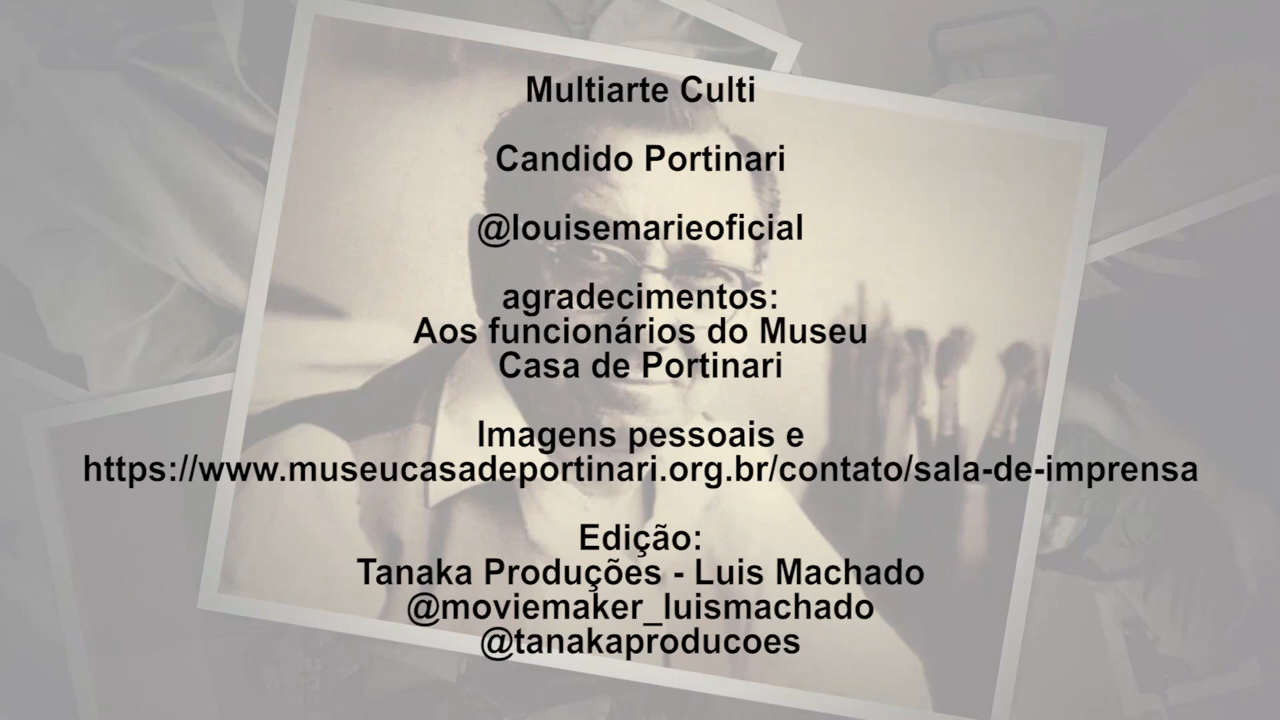 Multiarte Culti
Candido Portinari
@louisemarieoficial
agradecimentos:
Aos funcionários do Museu
Casa de Portinari
Imagens pessoais e
https://www.museucasadeportinari.org.br/contato/sala-de-imprensa
Edição:
Tanaka Produções - Luis Machado
@moviemaker_luismachado
@tanakaproducoes